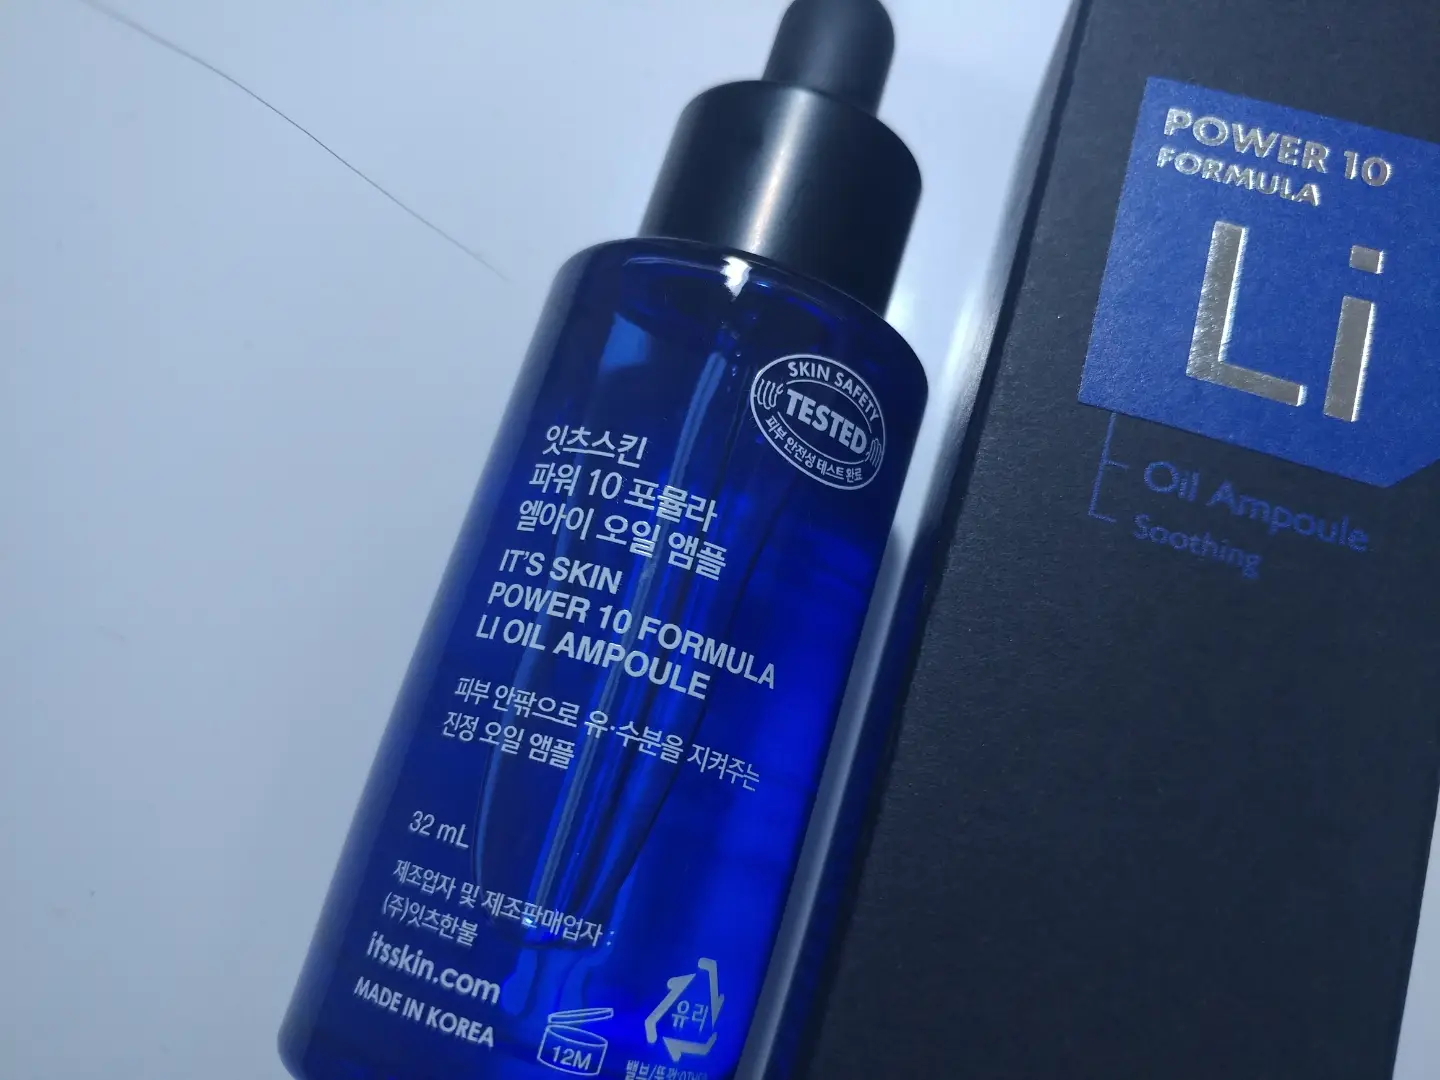 SKIN SAFETY
TESTED
피부 안전성 테스트 완료
잇츠스킨
파워 10 포뮬라
엘아이 오일 앰플
IT'S SKIN
POWER 10 FORMULA
LI OIL AMPOULE
피부 안팎으로 유·수분을 지켜주는
진정 오일 앰플
32 mL
제조업자 및 제조판매업자 :
(주)잇츠한불
itsskin.com
MADE IN KOREA
12M
유리
POWER 10
FORMULA
Li
Oil Ampoule
Soothing